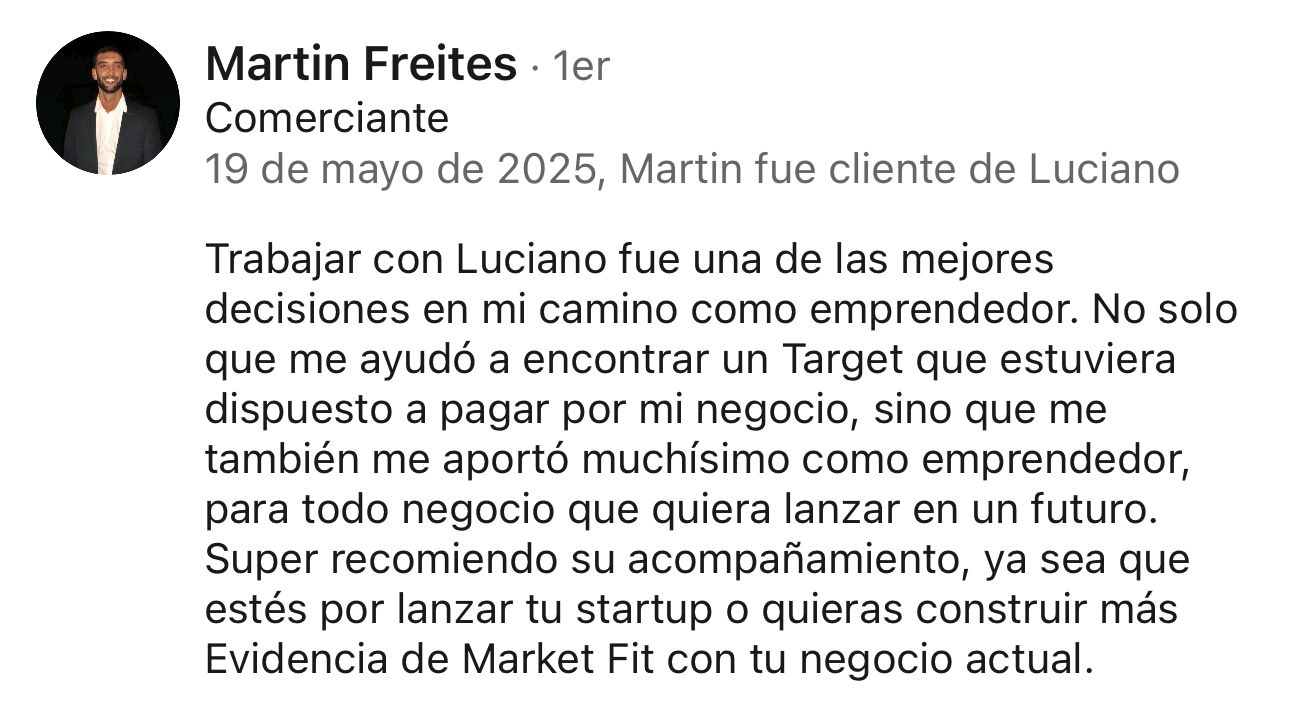 Martin Freites · 1er
Comerciante
19 de mayo de 2025, Martin fue cliente de Luciano
Trabajar con Luciano fue una de las mejores
decisiones en mi camino como emprendedor. No solo
que me ayudó a encontrar un Target que estuviera
dispuesto a pagar por mi negocio, sino que me
también me aportó muchísimo como emprendedor,
para todo negocio que quiera lanzar en un futuro.
Super recomiendo su acompañamiento, ya sea que
estés por lanzar tu startup o quieras construir más
Evidencia de Market Fit con tu negocio actual.